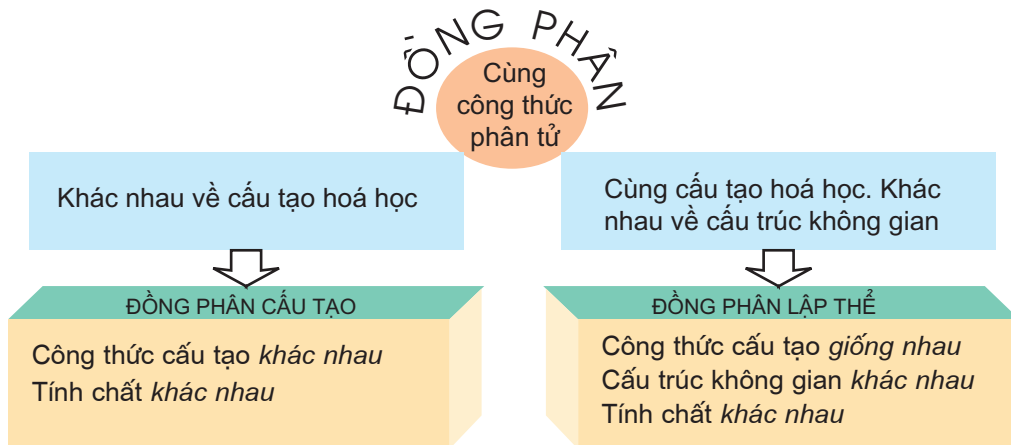 ĐỒNG PHÂN
Cùng
công thức
phân tử
Khác nhau về cấu tạo hoá học
Cùng cấu tạo hoá học. Khác
nhau về cấu trúc không gian
ĐỒNG PHÂN CẤU TẠO
Công thức cấu tạo khác nhau
Tính chất khác nhau
ĐỒNG PHÂN LẬP THỂ
Công thức cấu tạo giống nhau
Cấu trúc không gian khác nhau
Tính chất khác nhau